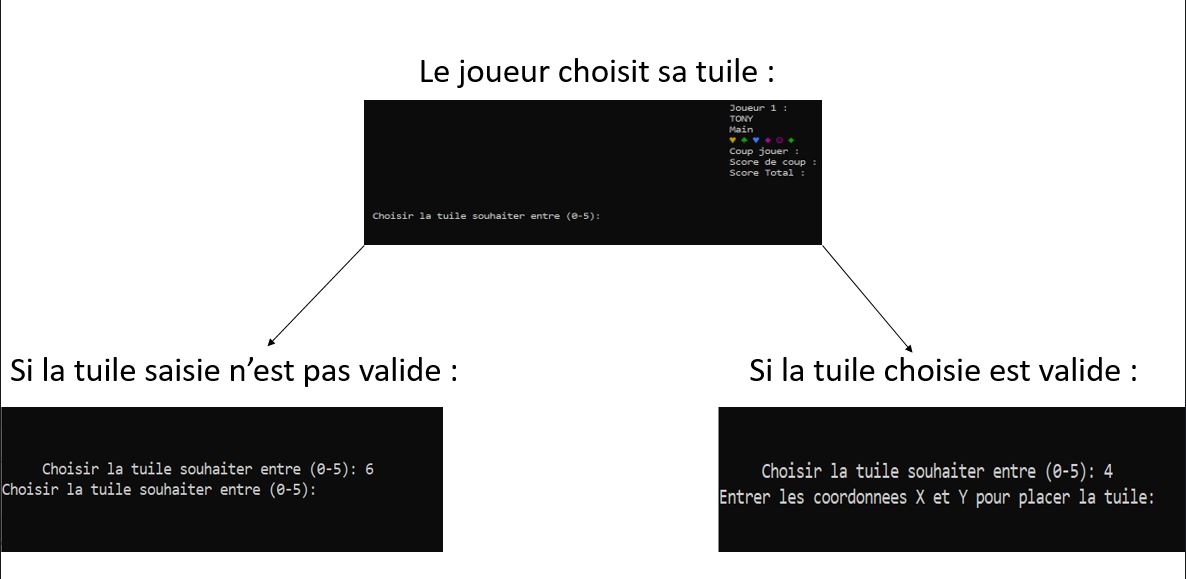 Le joueur choisit sa tuile :
Joueur 1 :
TONY
Main
♥ ♣ ♥ ♦ ☺ ♠
Coup jouer :
Score de coup :
Score Total :
Choisir la tuile souhaiter entre (0-5):
Si la tuile saisie n’est pas valide :
Choisir la tuile souhaiter entre (0-5): 6
Choisir la tuile souhaiter entre (0-5):
Si la tuile choisie est valide :
Choisir la tuile souhaiter entre (0-5): 4
Entrer les coordonnees X et Y pour placer la tuile: